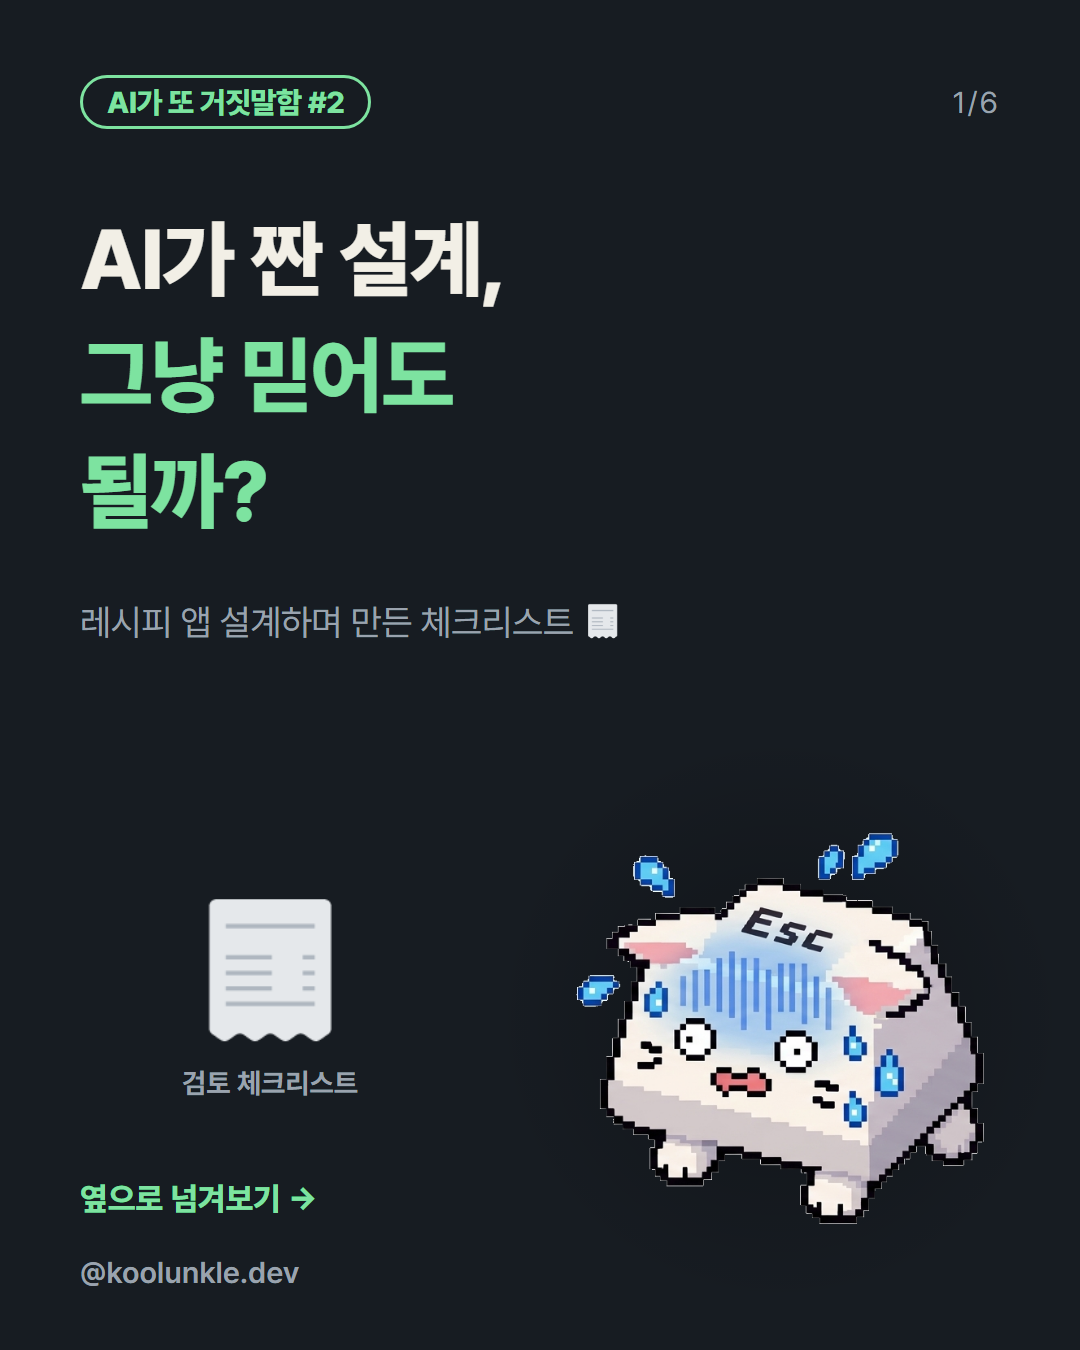 AI가 또 거짓말함 #2
1/6
AI가 짠 설계,
그냥 믿어도
될까?
레시피 앱 설계하며 만든 체크리스트
Esc
검토 체크리스트
옆으로 넘겨보기 →
@koolunkle.dev